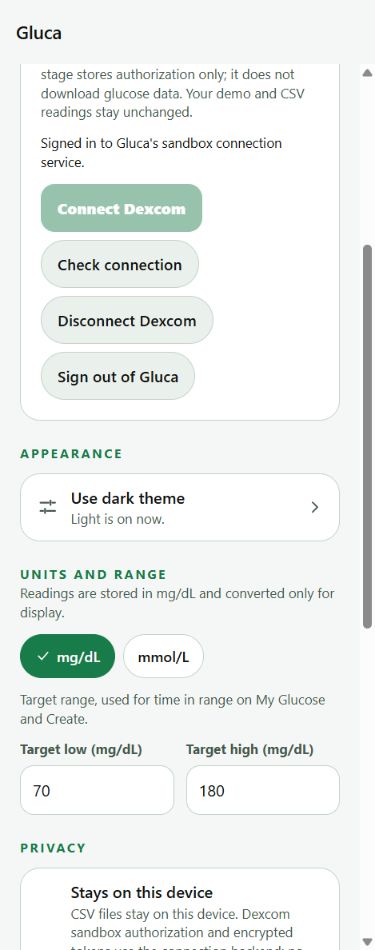 Gluca
stage stores authorization only; it does not
download glucose data. Your demo and CSV
readings stay unchanged.
Signed in to Gluca's sandbox connection
service.
Connect Dexcom
Check connection
Disconnect Dexcom
Sign out of Gluca
APPEARANCE
Use dark theme
Light is on now.
UNITS AND RANGE
Readings are stored in mg/dL and converted only for
display.
mg/dL mmol/L
Target range, used for time in range on My Glucose
and Create.
Target low (mg/dL) Target high (mg/dL)
70 180
PRIVACY
Stays on this device
CSV files stay on this device. Dexcom
sandbox authorization and encrypted
tokens use the connection backend; no